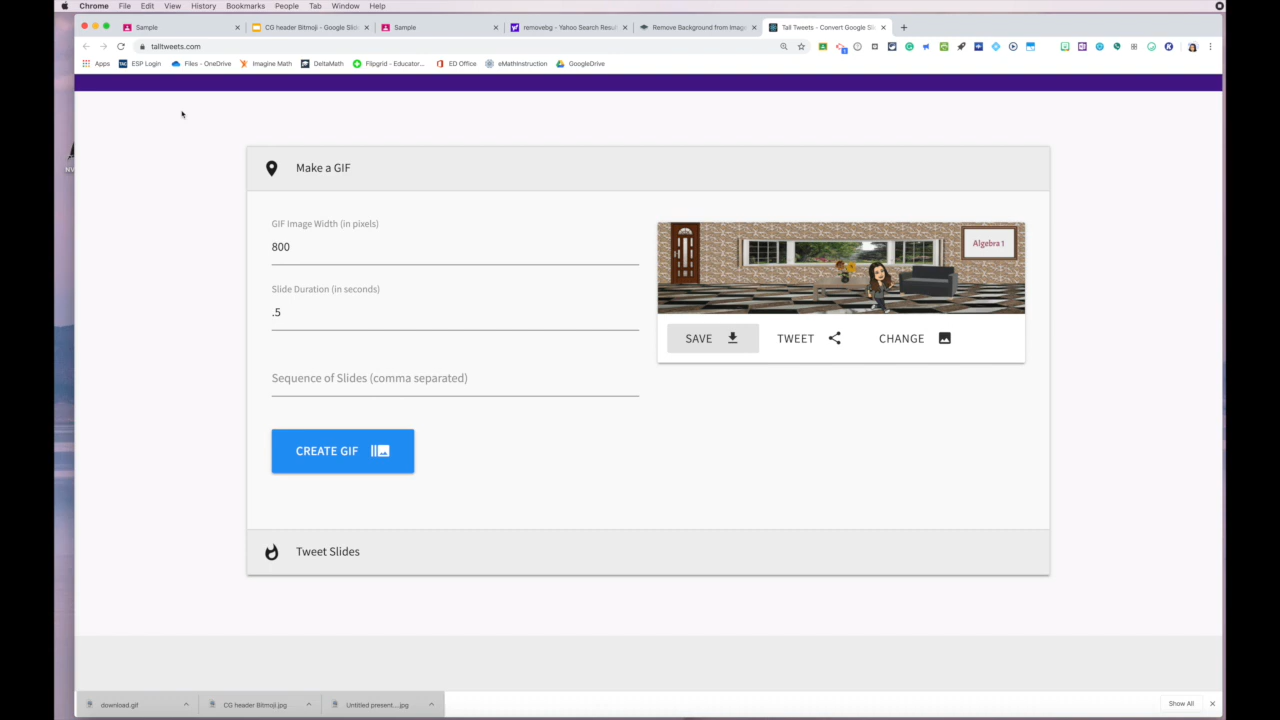 Chrome File Edit View History Bookmarks People Tab Window Help
Sample
CG header Bitmoji - Google Slid
Sample
removebg - Yahoo Search Resu
Remove Background from Image
Tall Tweets - Convert Google Sli
talltweets.com
Apps ESP Login Files - OneDrive Imagine Math DeltaMath Flipgrid - Educator... ED Office eMathInstruction GoogleDrive
NV
Make a GIF
GIF Image Width (in pixels)
800
Algebra 1
Slide Duration (in seconds)
.5
SAVE TWEET CHANGE
Sequence of Slides (comma separated)
CREATE GIF
Tweet Slides
download.gif CG header Bitmoji.jpg Untitled present....jpg Show All